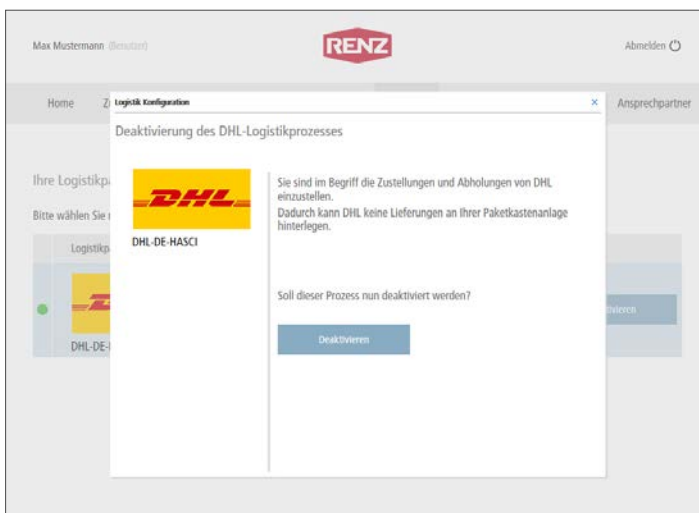 Max Mustermann (Benutzer)
RENZ
Abmelden
Home
Ansprechpartner
Logistik Konfiguration
×
Deaktivierung des DHL-Logistikprozesses
Ihre
Bitte wählen Sie
DHL
DHL-DE-HASCI
Sie sind im Begriff die Zustellungen und Abholungen von DHL
einzustellen.
Dadurch kann DHL keine Lieferungen an Ihrer Paketkastenanlage
hinterlegen.
Soll dieser Prozess nun deaktiviert werden?
Deaktivieren